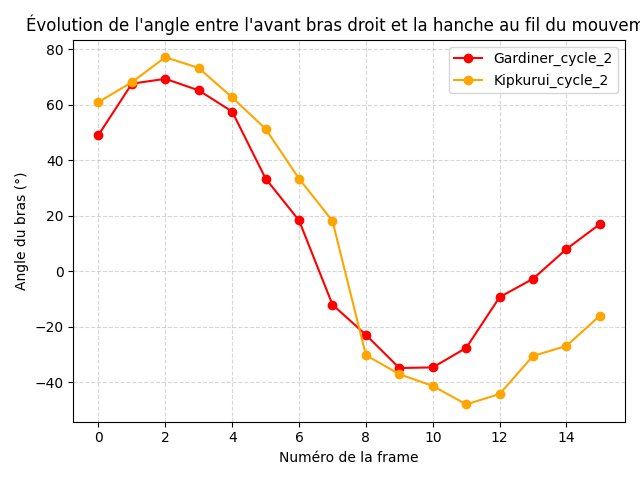 Évolution de l'angle entre l'avant bras droit et la hanche au fil du mouvem
Gardiner_cycle_2
Kipkurui_cycle_2
Angle du bras (°)
80
60
40
20
0
−20
−40
0 2 4 6 8 10 12 14
Numéro de la frame